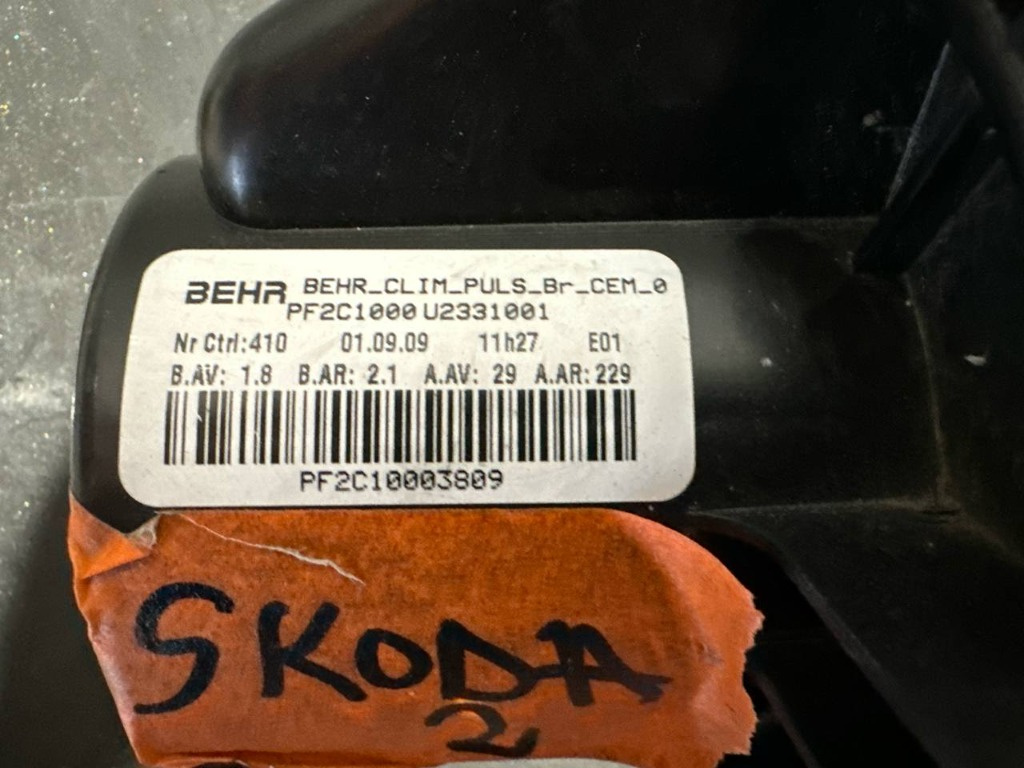 BEHR BEHR_CLIM_PULS_Br_CEM_0
PF2C1000 U2331001
Nr Ctrl:410 01.09.09 11h27 E01
B.AV: 1.8 B.AR: 2.1 A.AV: 29 A.AR: 229
PF2C10003809
SKODA
2